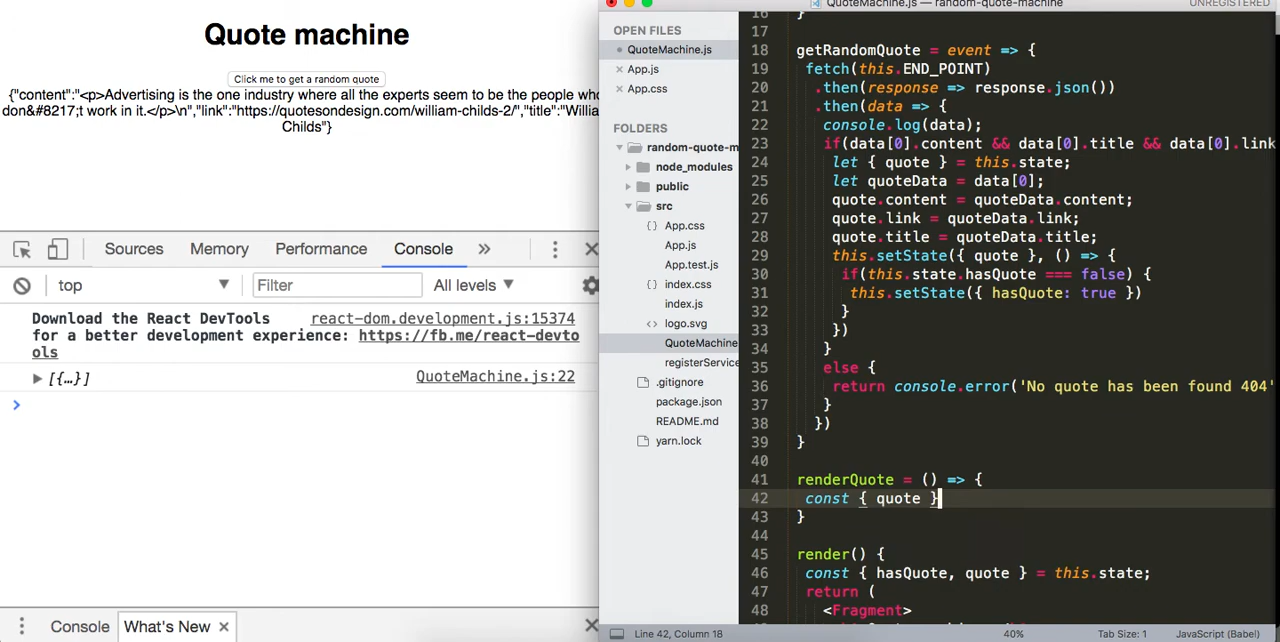 Quote machine
Click me to get a random quote
{"content":"<p>Advertising is the one industry where all the experts seem to be the people who
don&#8217;t work in it.</p>\n","link":"https://quotesondesign.com/william-childs-2/","title":"Willia
Childs"}
Sources Memory Performance Console »
top ▼ Filter All levels ▼
Download the React DevTools react-dom.development.js:15374
for a better development experience: https://fb.me/react-devto
ols
▶ [{…}] QuoteMachine.js:22
>
Console What's New ×
QuoteMachine.js — random-quote-machine UNREGISTERED
OPEN FILES
QuoteMachine.js
App.js
App.css
FOLDERS
random-quote-m
node_modules
public
src
App.css
App.js
App.test.js
index.css
index.js
logo.svg
QuoteMachine
registerService
.gitignore
package.json
README.md
yarn.lock
16 }
17
18 getRandomQuote = event => {
19 fetch(this.END_POINT)
20 .then(response => response.json())
21 .then(data => {
22 console.log(data);
23 if(data[0].content && data[0].title && data[0].link
24 let { quote } = this.state;
25 let quoteData = data[0];
26 quote.content = quoteData.content;
27 quote.link = quoteData.link;
28 quote.title = quoteData.title;
29 this.setState({ quote }, () => {
30 if(this.state.hasQuote === false) {
31 this.setState({ hasQuote: true })
32 }
33 })
34 }
35 else {
36 return console.error('No quote has been found 404'
37 }
38 })
39 }
40
41 renderQuote = () => {
42 const { quote }
43 }
44
45 render() {
46 const { hasQuote, quote } = this.state;
47 return (
48 <Fragment>
Line 42, Column 18 40% Tab Size: 1 JavaScript (Babel)